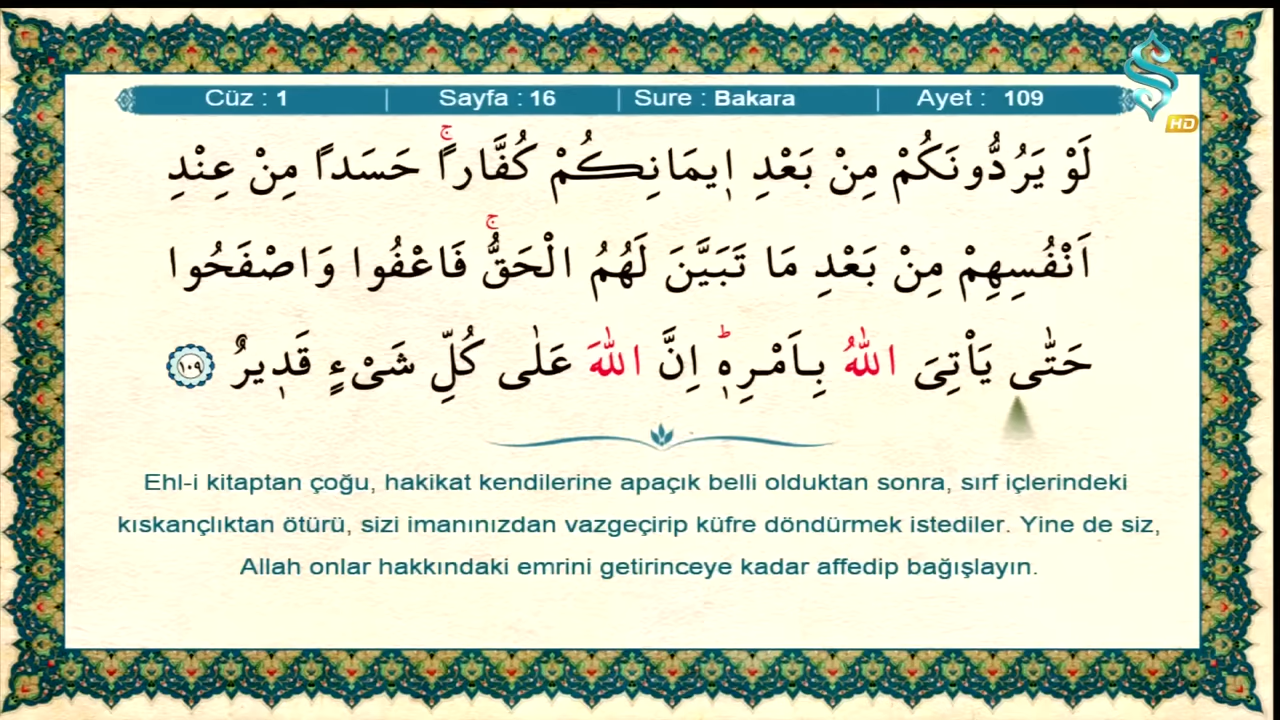 Cüz : 1 | Sayfa : 16 | Sure : Bakara | Ayet : 109
HD
لَوْ يَرُدُّونَكُمْ مِنْ بَعْدِ ا۪يمَانِكُمْ كُفَّاراًۚ حَسَداً مِنْ عِنْدِ
اَنْفُسِهِمْ مِنْ بَعْدِ مَا تَبَيَّنَ لَهُمُ الْحَقُّۚ فَاعْفُوا وَاصْفَحُوا
حَتّٰى يَأْتِىَ اللّٰهُ بِاَمْرِه۪ۜ اِنَّ اللّٰهَ عَلٰى كُلِّ شَىْءٍ قَد۪يرٌ ١٠٩
Ehl-i kitaptan çoğu, hakikat kendilerine apaçık belli olduktan sonra, sırf içlerindeki
kıskançlıktan ötürü, sizi imanınızdan vazgeçirip küfre döndürmek istediler. Yine de siz,
Allah onlar hakkındaki emrini getirinceye kadar affedip bağışlayın.